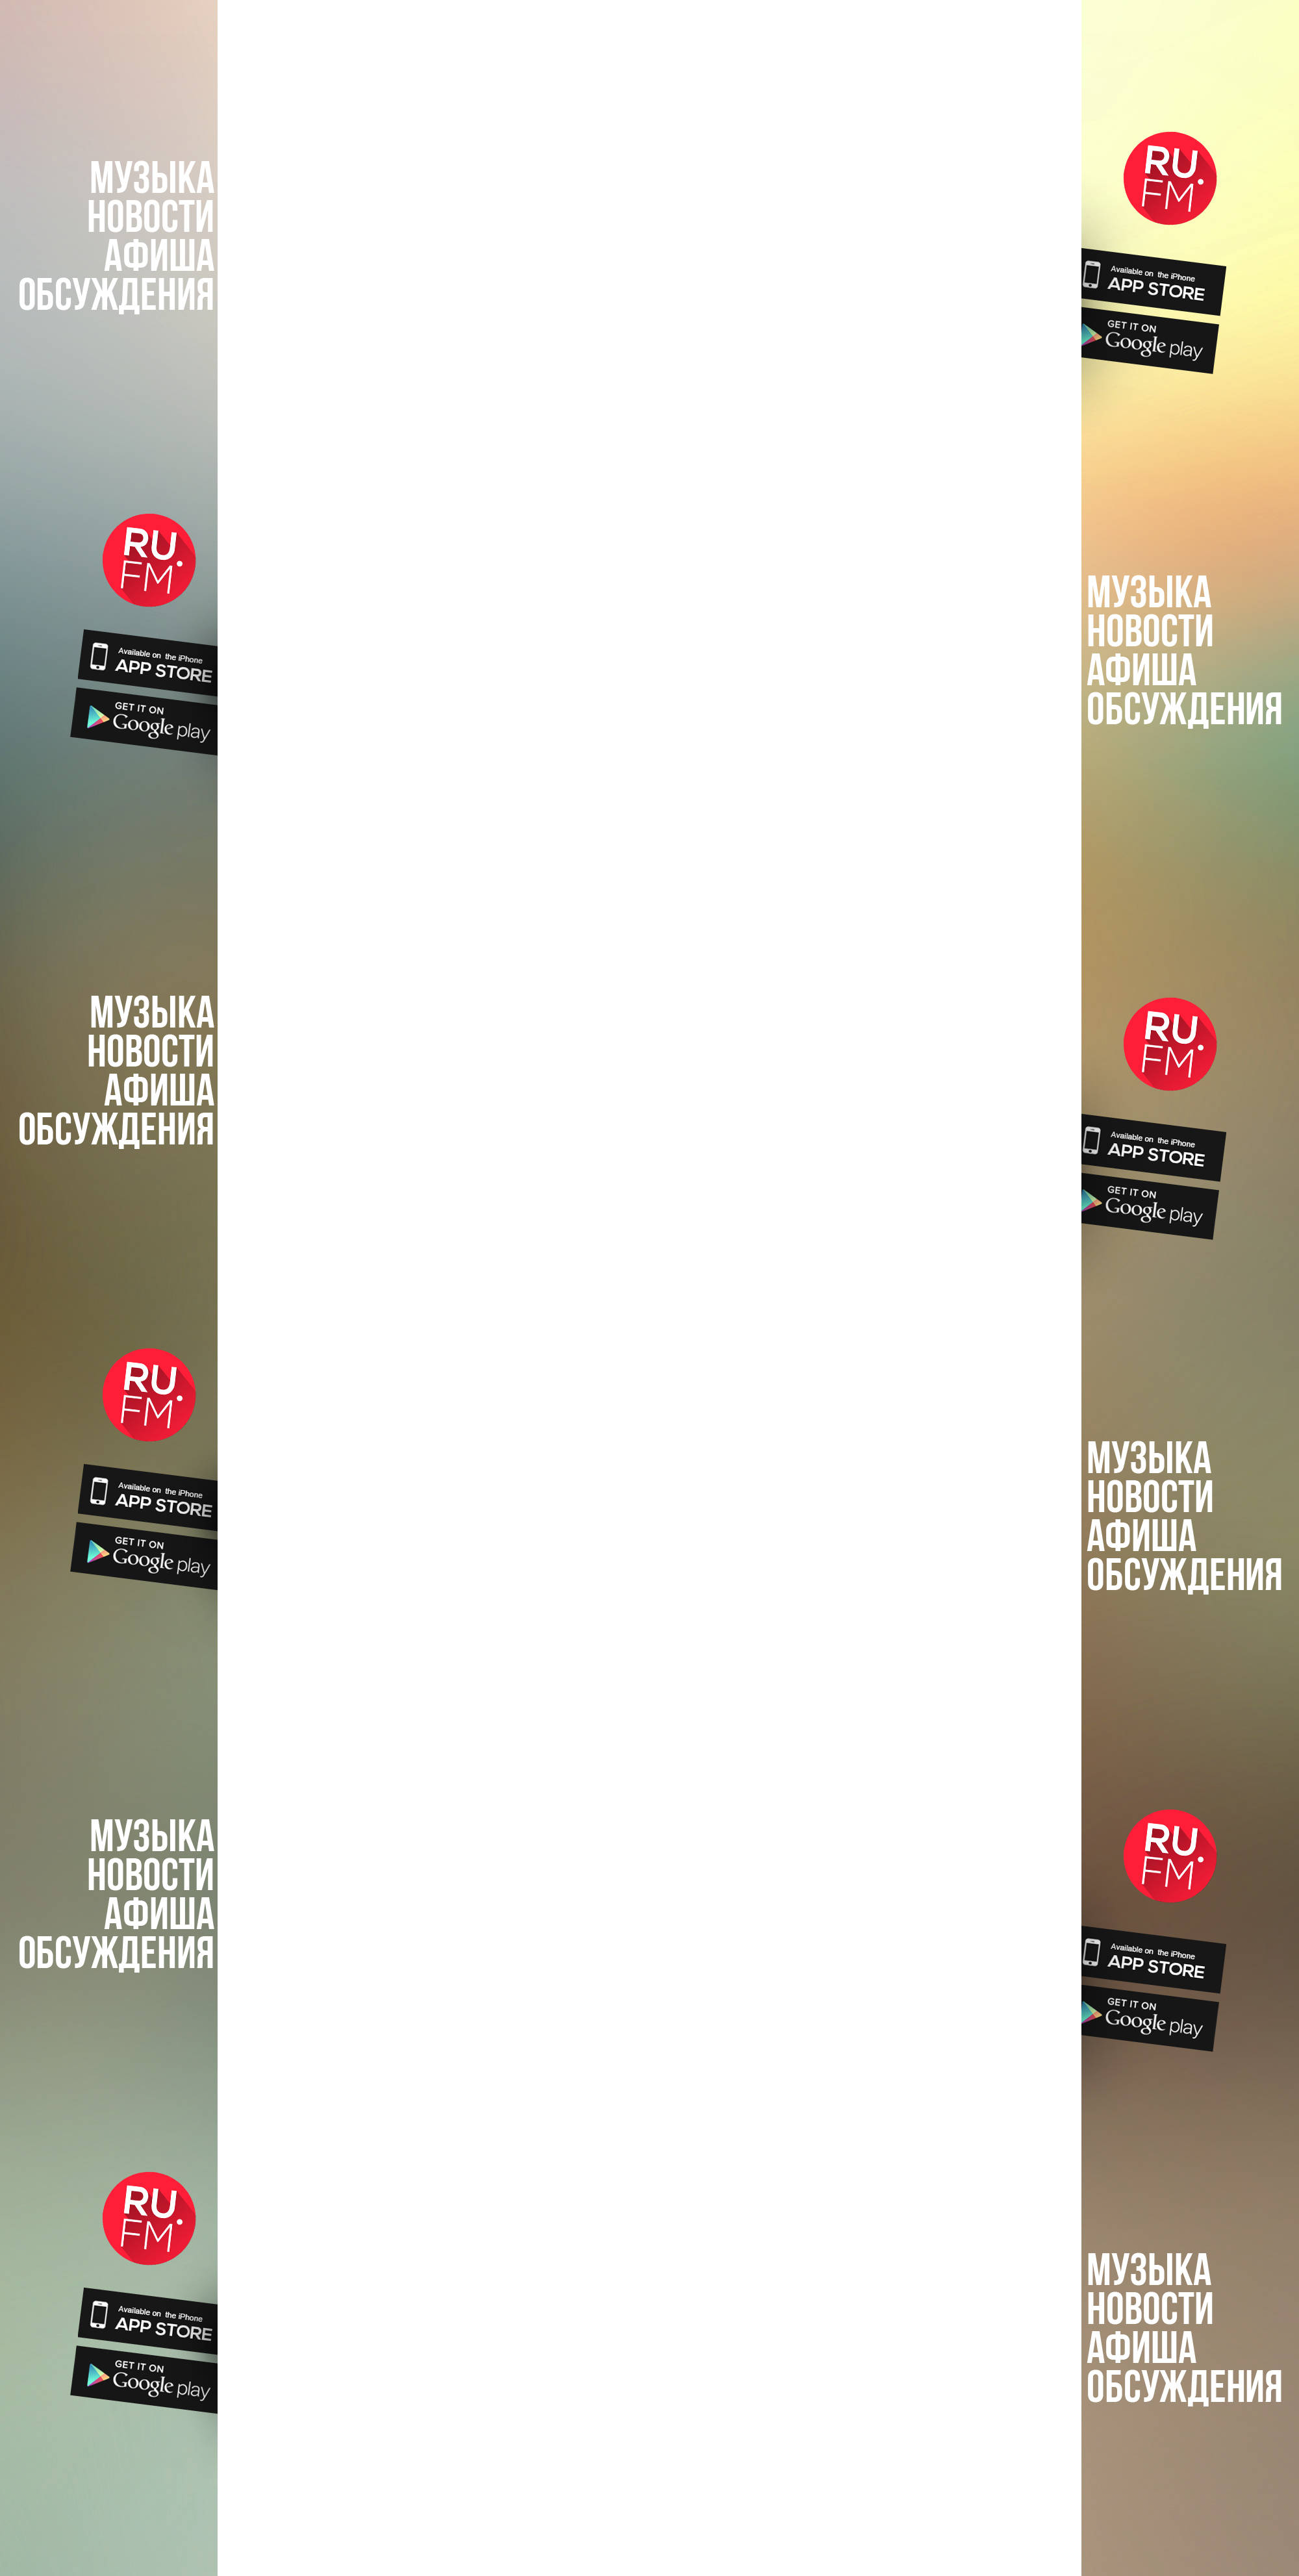 МУЗЫКА
НОВОСТИ
АФИША
ОБСУЖДЕНИЯ
RU.
FM
Available on the iPhone
APP STORE
GET IT ON
Google play
МУЗЫКА
НОВОСТИ
АФИША
ОБСУЖДЕНИЯ
RU.
FM
Available on the iPhone
APP STORE
GET IT ON
Google play
МУЗЫКА
НОВОСТИ
АФИША
ОБСУЖДЕНИЯ
RU.
FM
Available on the iPhone
APP STORE
GET IT ON
Google play
RU.
FM
Available on the iPhone
APP STORE
GET IT ON
Google play
МУЗЫКА
НОВОСТИ
АФИША
ОБСУЖДЕНИЯ
RU.
FM
Available on the iPhone
APP STORE
GET IT ON
Google play
МУЗЫКА
НОВОСТИ
АФИША
ОБСУЖДЕНИЯ
RU.
FM
Available on the iPhone
APP STORE
GET IT ON
Google play
МУЗЫКА
НОВОСТИ
АФИША
ОБСУЖДЕНИЯ